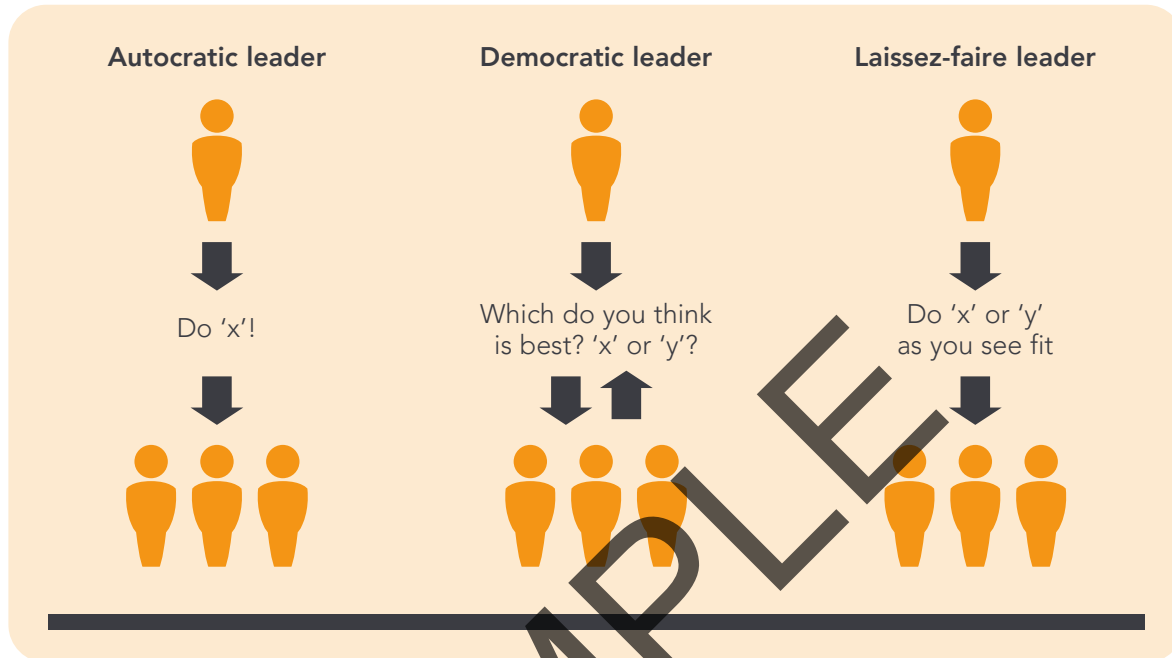 Autocratic leader
Democratic leader
Laissez-faire leader
Do ‘x’!
Which do you think
is best? ‘x’ or ‘y’?
Do ‘x’ or ‘y’
as you see fit
MPLE